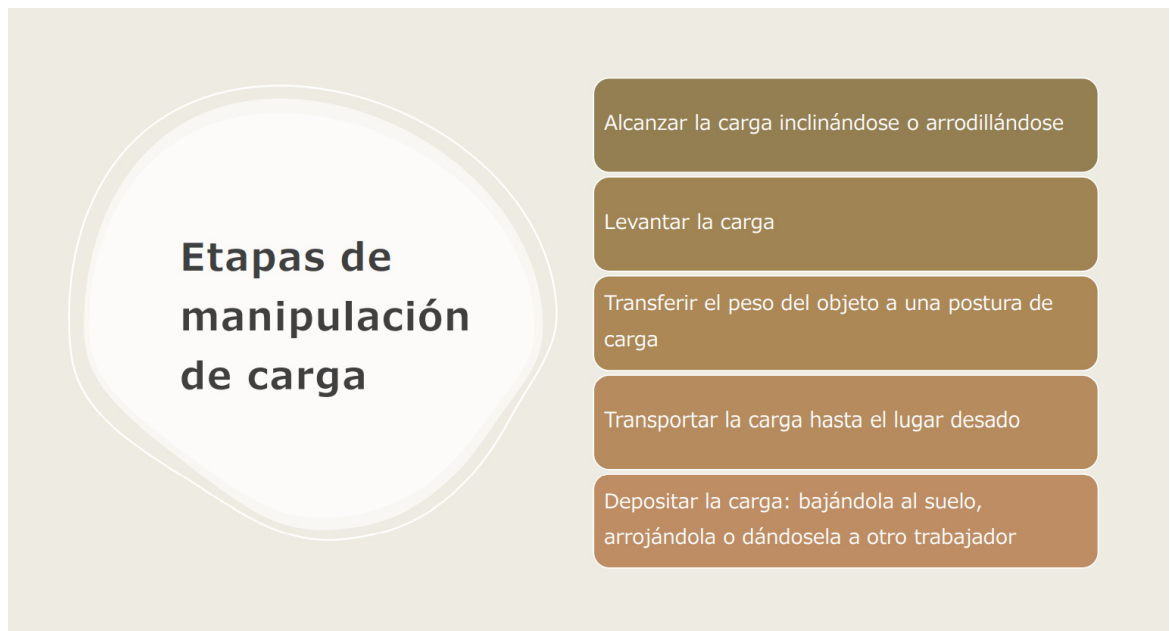 Etapas de
manipulación
de carga
Alcanzar la carga inclinándose o arrodillándose
Levantar la carga
Transferir el peso del objeto a una postura de
carga
Transportar la carga hasta el lugar desado
Depositar la carga: bajándola al suelo,
arrojándola o dándosela a otro trabajador